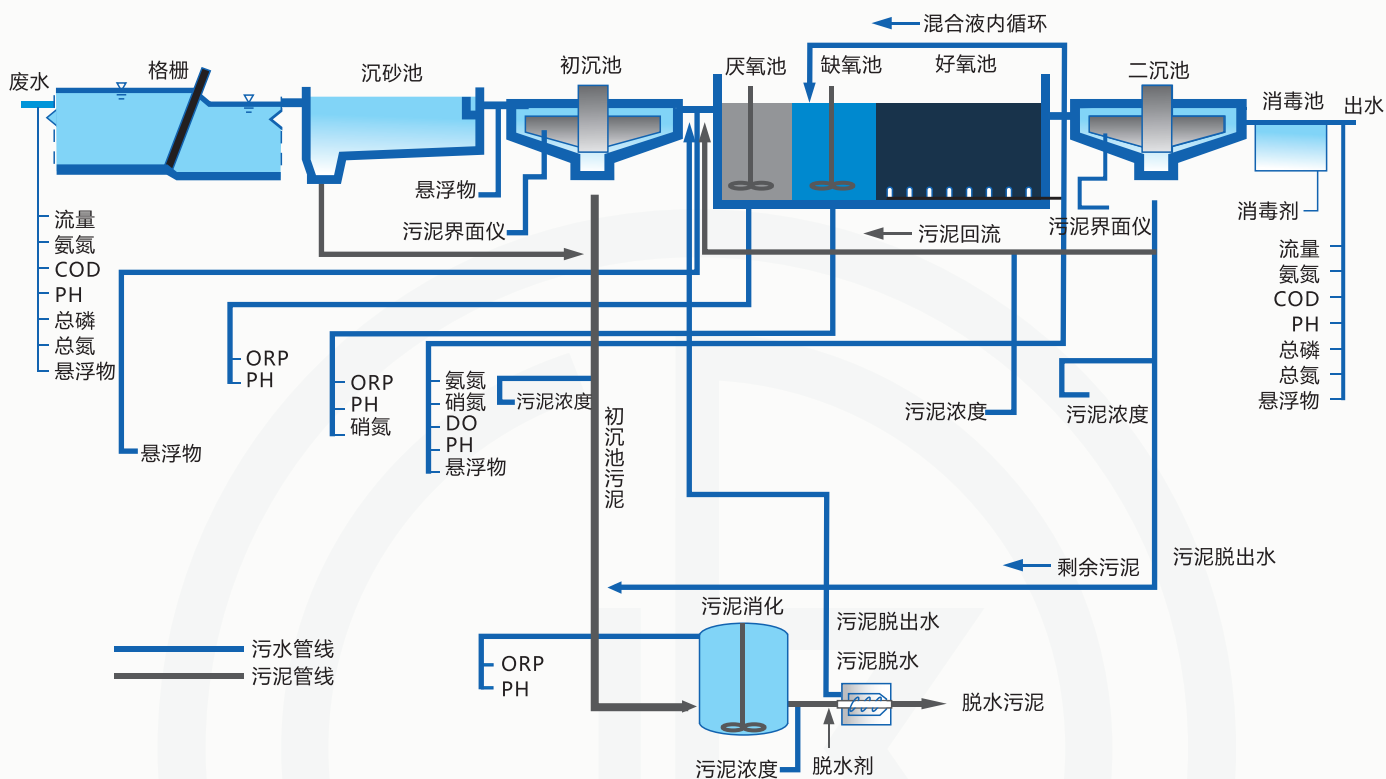 混合液内循环
废水
格栅
沉砂池
初沉池
厌氧池
缺氧池
好氧池
二沉池
消毒池
出水
悬浮物
污泥界面仪
污泥回流
污泥界面仪
消毒剂
流量
氨氮
COD
PH
总磷
总氮
悬浮物
流量
氨氮
COD
PH
总磷
总氮
悬浮物
悬浮物
ORP
PH
ORP
PH
硝氮
氨氮
硝氮
DO
PH
悬浮物
污泥浓度
初沉池污泥
污泥浓度
污泥浓度
剩余污泥
污泥脱出水
污泥消化
污泥脱出水
污泥脱水
ORP
PH
脱水污泥
污泥浓度
脱水剂
污水管线
污泥管线